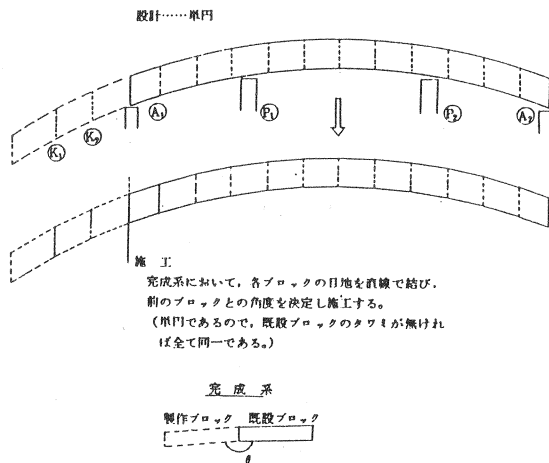 設計……単円
A₁
P₁
P₂
A₂
K₁
K₂
施工
完成系において，各ブロックの目地を直線で結び，
前のブロックとの角度を決定し施工する。
（単円であるので，既設ブロックのタワミが無けれ
ば全て同一である。）
完成系
製作ブロック 既設ブロック
θ